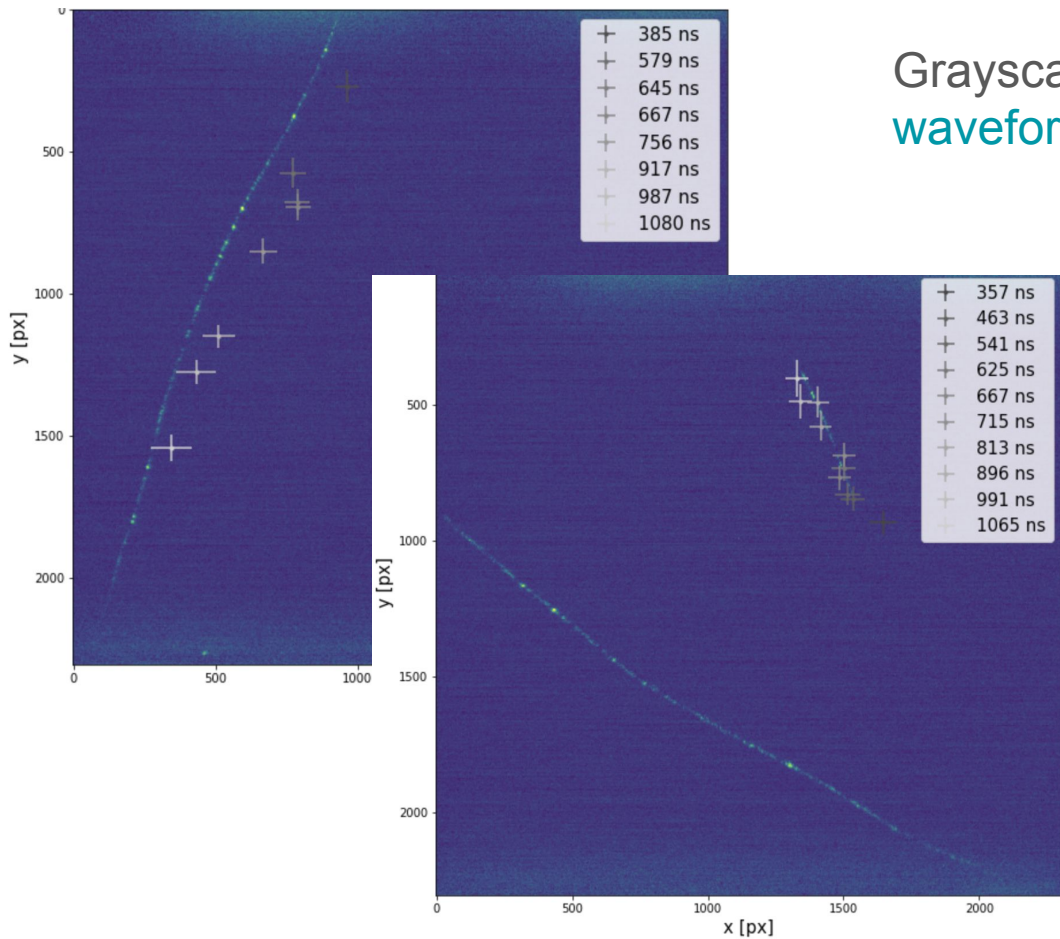 0
500
1000
1500
2000
y [px]
0
500
1000
385 ns
579 ns
645 ns
667 ns
756 ns
917 ns
987 ns
1080 ns
Graysca
wavefor
500
1000
1500
2000
y [px]
0
500
1000
1500
2000
x [px]
357 ns
463 ns
541 ns
625 ns
667 ns
715 ns
813 ns
896 ns
991 ns
1065 ns